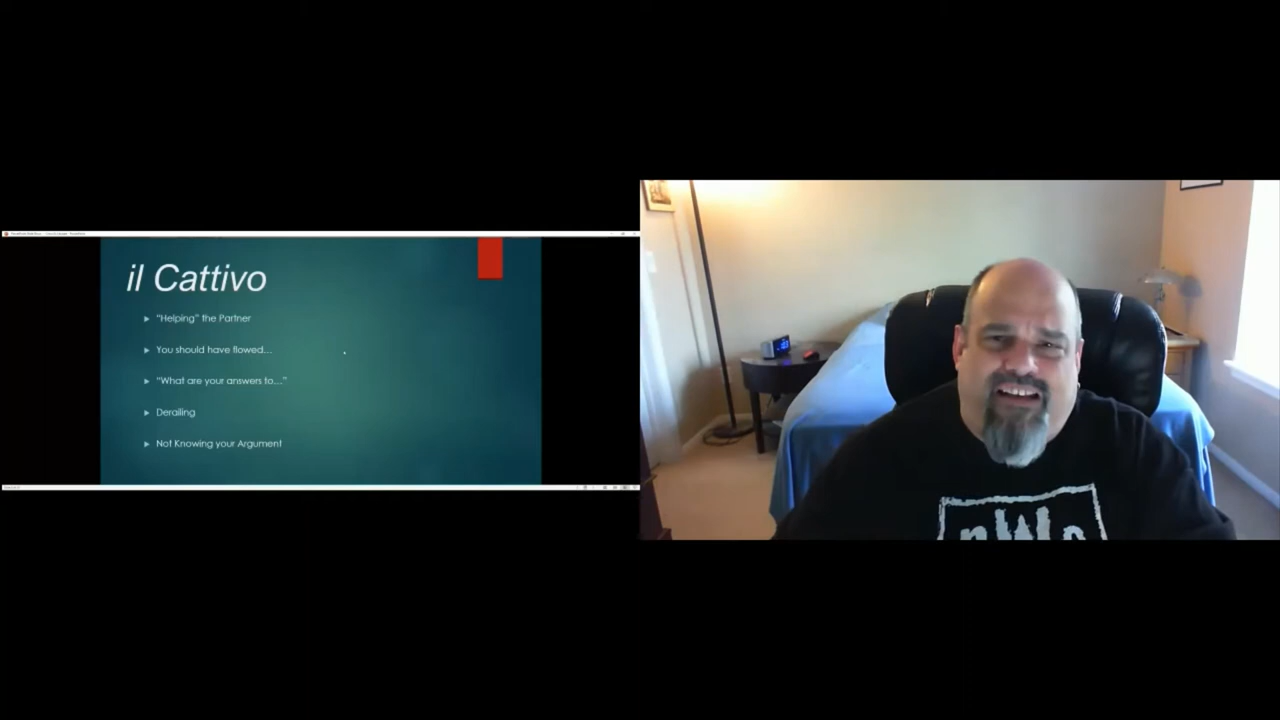 il Cattivo
"Helping" the Partner
You should have flowed...
"What are your answers to..."
Derailing
Not Knowing your Argument
nWo